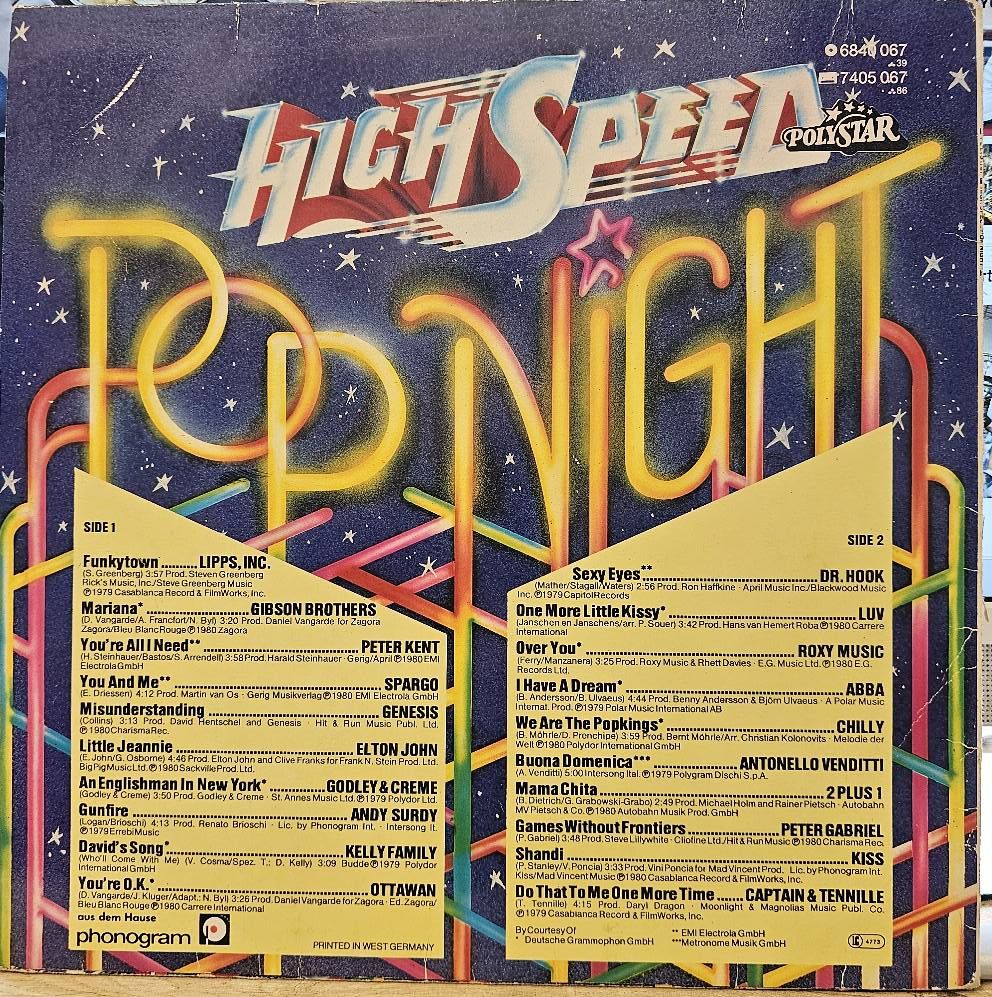 6840 067
39
7405 067
86
HIGH SPEED
POLYSTAR
POP NIGHT
SIDE 1
Funkytown .......... LIPPS, INC.
(S. Greenberg) 3:57 Prod. Steven Greenberg
Rick's Music, Inc./Steve Greenberg Music
℗1979 Casablanca Record & FilmWorks, Inc.
Mariana* .......... GIBSON BROTHERS
(D. Vangarde/A. Francfort/N. Byl) 3:20 Prod. Daniel Vangarde for Zagora
Zagora/Bleu Blanc Rouge ℗1980 Zagora
You're All I Need** .......... PETER KENT
(H. Steinhauer/Bastos/S. Arrendell) 3:58 Prod. Harald Steinhauer · Gerig/April ℗1980 EMI
Electrola GmbH
You And Me** .......... SPARGO
(E. Driessen) 4:12 Prod. Martin van Os · Gerig Musikverlag ℗1980 EMI Electrola GmbH
Misunderstanding .......... GENESIS
(Collins) 3:13 Prod. David Hentschel and Genesis · Hit & Run Music Publ. Ltd.
℗1980 Charisma Rec.
Little Jeannie .......... ELTON JOHN
(E. John/G. Osborne) 4:46 Prod. Elton John and Clive Franks for Frank N. Stein Prod. Ltd.
Big Pig Music Ltd. ℗1980 Sackville Prod. Ltd.
An Englishman In New York* .......... GODLEY & CREME
(Godley & Creme) 3:50 Prod. Godley & Creme · St. Annes Music Ltd. ℗1979 Polydor Ltd.
Gunfire .......... ANDY SURDY
(Logan/Brioschi) 4:13 Prod. Renato Brioschi · Lic. by Phonogram Int. · Intersong It.
℗1979 Errebi Music
David's Song* .......... KELLY FAMILY
(Who'll Come With Me) (V. Cosma/Spez. T.: D. Kelly) 3:09 Budde ℗1979 Polydor
International GmbH
You're O.K.* .......... OTTAWAN
(D. Vangarde/J. Kluger/Adapt.: N. Byl) 3:26 Prod. Daniel Vangarde for Zagora · Ed. Zagora/
Bleu Blanc Rouge ℗1980 Carrere International
aus dem Hause
phonogram
PRINTED IN WEST GERMANY
SIDE 2
Sexy Eyes** .......... DR. HOOK
(Mather/Stagall/Waters) 2:56 Prod. Ron Haffkine · April Music Inc./Blackwood Music
Inc. ℗1979 Capitol Records
One More Little Kissy* .......... LUV
(Janschen en Janschens/arr. P. Souer) 3:42 Prod. Hans van Hemert Roba ℗1980 Carrere
International
Over You* .......... ROXY MUSIC
(Ferry/Manzanera) 3:25 Prod. Roxy Music & Rhett Davies · E.G. Music Ltd. ℗1980 E.G.
Records Ltd.
I Have A Dream* .......... ABBA
(B. Andersson/B. Ulvaeus) 4:44 Prod. Benny Andersson & Björn Ulvaeus · A Polar Music
Internat. Prod. ℗1979 Polar Music International AB
We Are The Popkings* .......... CHILLY
(B. Möhrle/D. Prenchipe) 3:59 Prod. Bernt Möhrle/Arr. Christian Kolonovits · Melodie der
Welt ℗1980 Polydor International GmbH
Buona Domenica*** .......... ANTONELLO VENDITTI
(A. Venditti) 5:00 Intersong Ital. ℗1979 Polygram Dischi S.p.A.
Mama Chita .......... 2 PLUS 1
(B. Dietrich/G. Grabowski-Grabo) 2:49 Prod. Michael Holm and Rainer Pietsch · Autobahn
MV Pietsch & Co. ℗1980 Autobahn Musik Prod. GmbH
Games Without Frontiers .......... PETER GABRIEL
(P. Gabriel) 3:48 Prod. Steve Lillywhite · Cliofine Ltd./Hit & Run Music ℗1980 Charisma Rec.
Shandi .......... KISS
(P. Stanley/V. Poncia) 3:33 Prod. Vini Poncia for Mad Vincent Prod. Lic. by Phonogram Int.
Kiss/Mad Vincent Music ℗1980 Casablanca Record & FilmWorks, Inc.
Do That To Me One More Time ....... CAPTAIN & TENNILLE
(T. Tennille) 4:15 Prod. Daryl Dragon · Moonlight & Magnolias Music Publ. Co.
℗1979 Casablanca Record & FilmWorks, Inc.
By Courtesy Of
* Deutsche Grammophon GmbH
** EMI Electrola GmbH
*** Metronome Musik GmbH
LC 4773